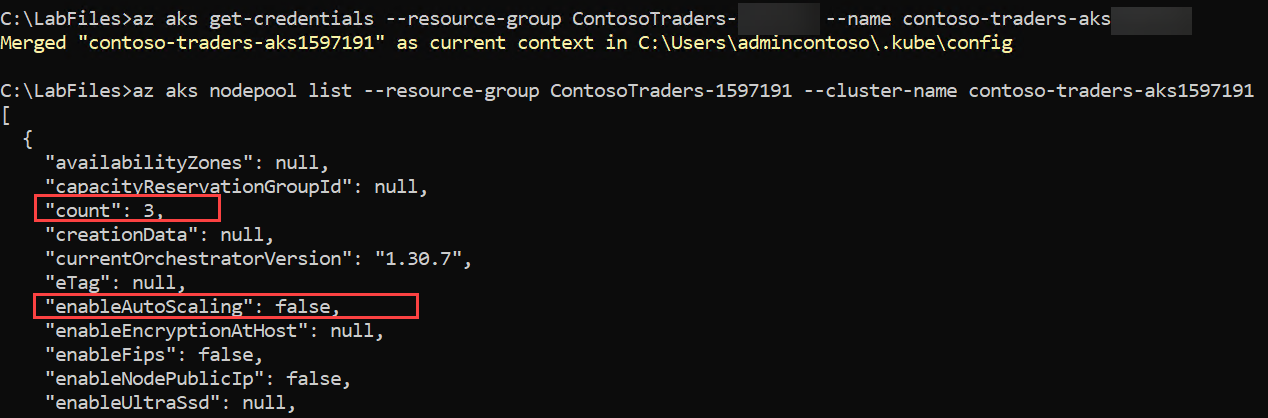 C:\LabFiles>az aks get-credentials --resource-group ContosoTraders- --name contoso-traders-aks
Merged "contoso-traders-aks1597191" as current context in C:\Users\admincontoso\.kube\config
C:\LabFiles>az aks nodepool list --resource-group ContosoTraders-1597191 --cluster-name contoso-traders-aks1597191
[
{
"availabilityZones": null,
"capacityReservationGroupId": null,
"count": 3,
"creationData": null,
"currentOrchestratorVersion": "1.30.7",
"eTag": null,
"enableAutoScaling": false,
"enableEncryptionAtHost": null,
"enableFips": false,
"enableNodePublicIp": false,
"enableUltraSsd": null,